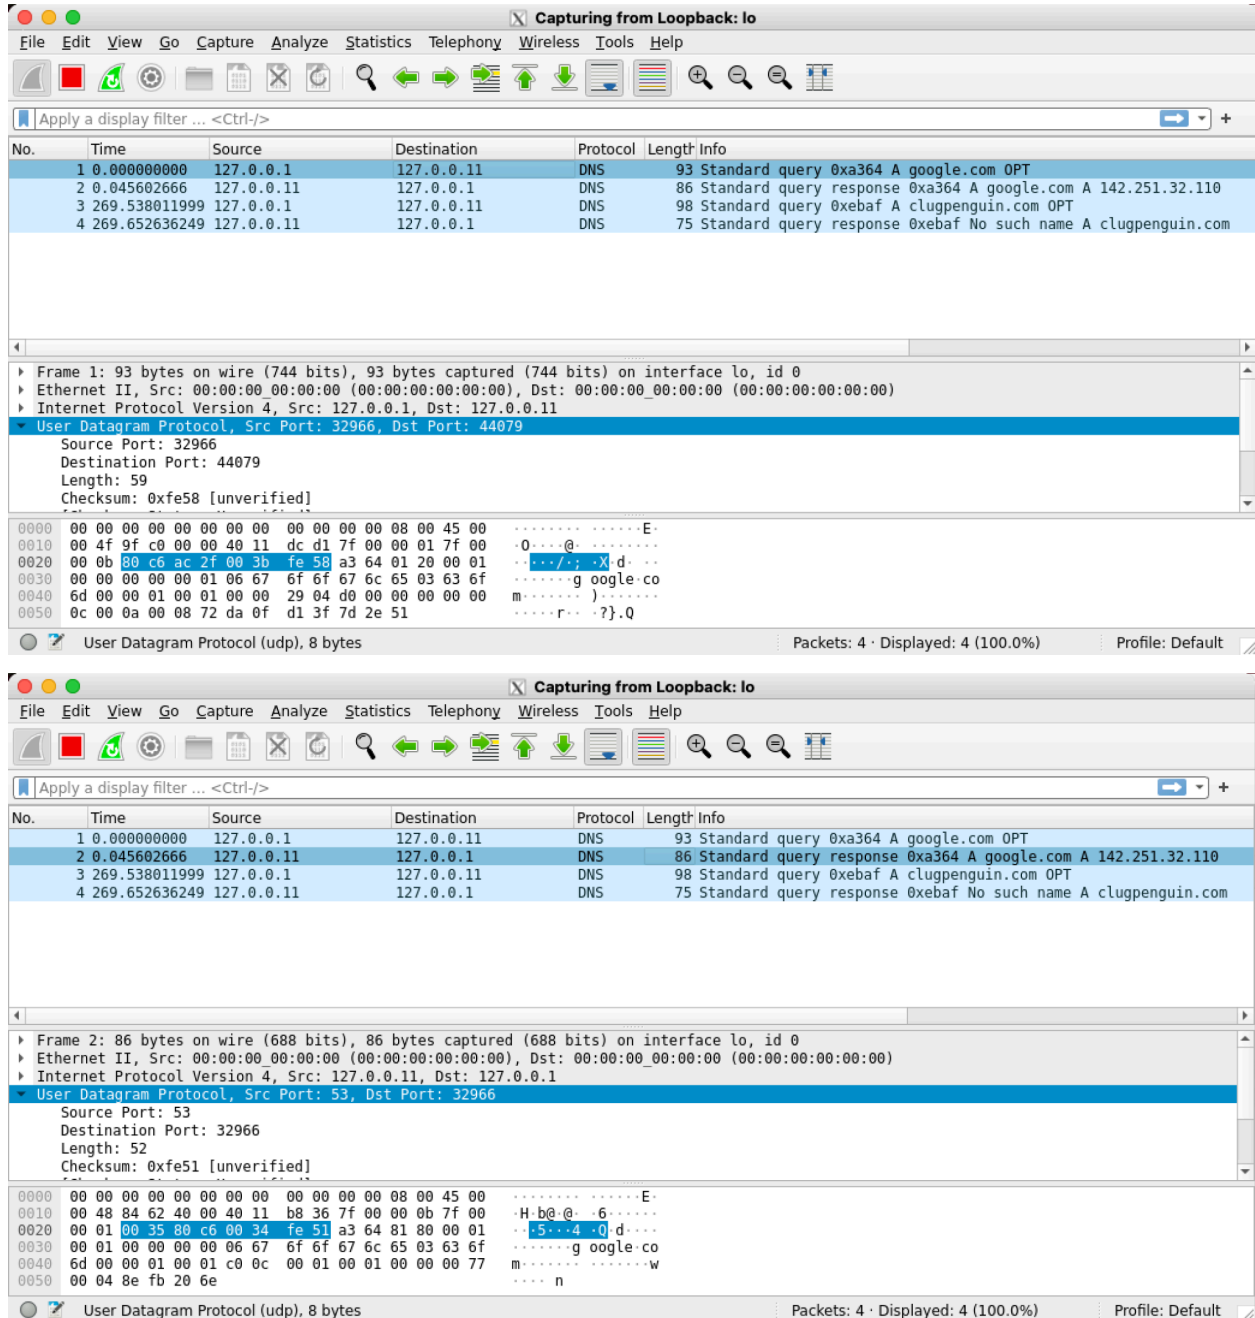 Capturing from Loopback: lo
File Edit View Go Capture Analyze Statistics Telephony Wireless Tools Help
Apply a display filter ... <Ctrl-/>
No. Time Source Destination Protocol Length Info
1 0.000000000 127.0.0.1 127.0.0.11 DNS 93 Standard query 0xa364 A google.com OPT
2 0.045602666 127.0.0.11 127.0.0.1 DNS 86 Standard query response 0xa364 A google.com A 142.251.32.110
3 269.538011999 127.0.0.1 127.0.0.11 DNS 98 Standard query 0xebaf A clugpenguin.com OPT
4 269.652636249 127.0.0.11 127.0.0.1 DNS 75 Standard query response 0xebaf No such name A clugpenguin.com
Frame 1: 93 bytes on wire (744 bits), 93 bytes captured (744 bits) on interface lo, id 0
Ethernet II, Src: 00:00:00_00:00:00 (00:00:00:00:00:00), Dst: 00:00:00_00:00:00 (00:00:00:00:00:00)
Internet Protocol Version 4, Src: 127.0.0.1, Dst: 127.0.0.11
User Datagram Protocol, Src Port: 32966, Dst Port: 44079
Source Port: 32966
Destination Port: 44079
Length: 59
Checksum: 0xfe58 [unverified]
0000 00 00 00 00 00 00 00 00 00 00 00 00 08 00 45 00 ········ ······E·
0010 00 4f 9f c0 00 00 40 11 dc d1 7f 00 00 01 7f 00 ·O····@· ········
0020 00 0b 80 c6 ac 2f 00 3b fe 58 a3 64 01 20 00 01 ·····/·; ·X·d· ··
0030 00 00 00 00 00 01 06 67 6f 6f 67 6c 65 03 63 6f ·······g oogle·co
0040 6d 00 00 01 00 01 00 00 29 04 d0 00 00 00 00 00 m······· )·······
0050 0c 00 0a 00 08 72 da 0f d1 3f 7d 2e 51 ·····r·· ·?}.Q
User Datagram Protocol (udp), 8 bytes Packets: 4 · Displayed: 4 (100.0%) Profile: Default
Capturing from Loopback: lo
File Edit View Go Capture Analyze Statistics Telephony Wireless Tools Help
Apply a display filter ... <Ctrl-/>
No. Time Source Destination Protocol Length Info
1 0.000000000 127.0.0.1 127.0.0.11 DNS 93 Standard query 0xa364 A google.com OPT
2 0.045602666 127.0.0.11 127.0.0.1 DNS 86 Standard query response 0xa364 A google.com A 142.251.32.110
3 269.538011999 127.0.0.1 127.0.0.11 DNS 98 Standard query 0xebaf A clugpenguin.com OPT
4 269.652636249 127.0.0.11 127.0.0.1 DNS 75 Standard query response 0xebaf No such name A clugpenguin.com
Frame 2: 86 bytes on wire (688 bits), 86 bytes captured (688 bits) on interface lo, id 0
Ethernet II, Src: 00:00:00_00:00:00 (00:00:00:00:00:00), Dst: 00:00:00_00:00:00 (00:00:00:00:00:00)
Internet Protocol Version 4, Src: 127.0.0.11, Dst: 127.0.0.1
User Datagram Protocol, Src Port: 53, Dst Port: 32966
Source Port: 53
Destination Port: 32966
Length: 52
Checksum: 0xfe51 [unverified]
0000 00 00 00 00 00 00 00 00 00 00 00 00 08 00 45 00 ········ ······E·
0010 00 48 84 62 40 00 40 11 b8 36 7f 00 00 0b 7f 00 ·H·b@·@· ·6······
0020 00 01 00 35 80 c6 00 34 fe 51 a3 64 81 80 00 01 ···5···4 ·Q·d····
0030 00 01 00 00 00 00 06 67 6f 6f 67 6c 65 03 63 6f ·······g oogle·co
0040 6d 00 00 01 00 01 c0 0c 00 01 00 01 00 00 00 77 m······· ·······w
0050 00 04 8e fb 20 6e ···· n
User Datagram Protocol (udp), 8 bytes Packets: 4 · Displayed: 4 (100.0%) Profile: Default